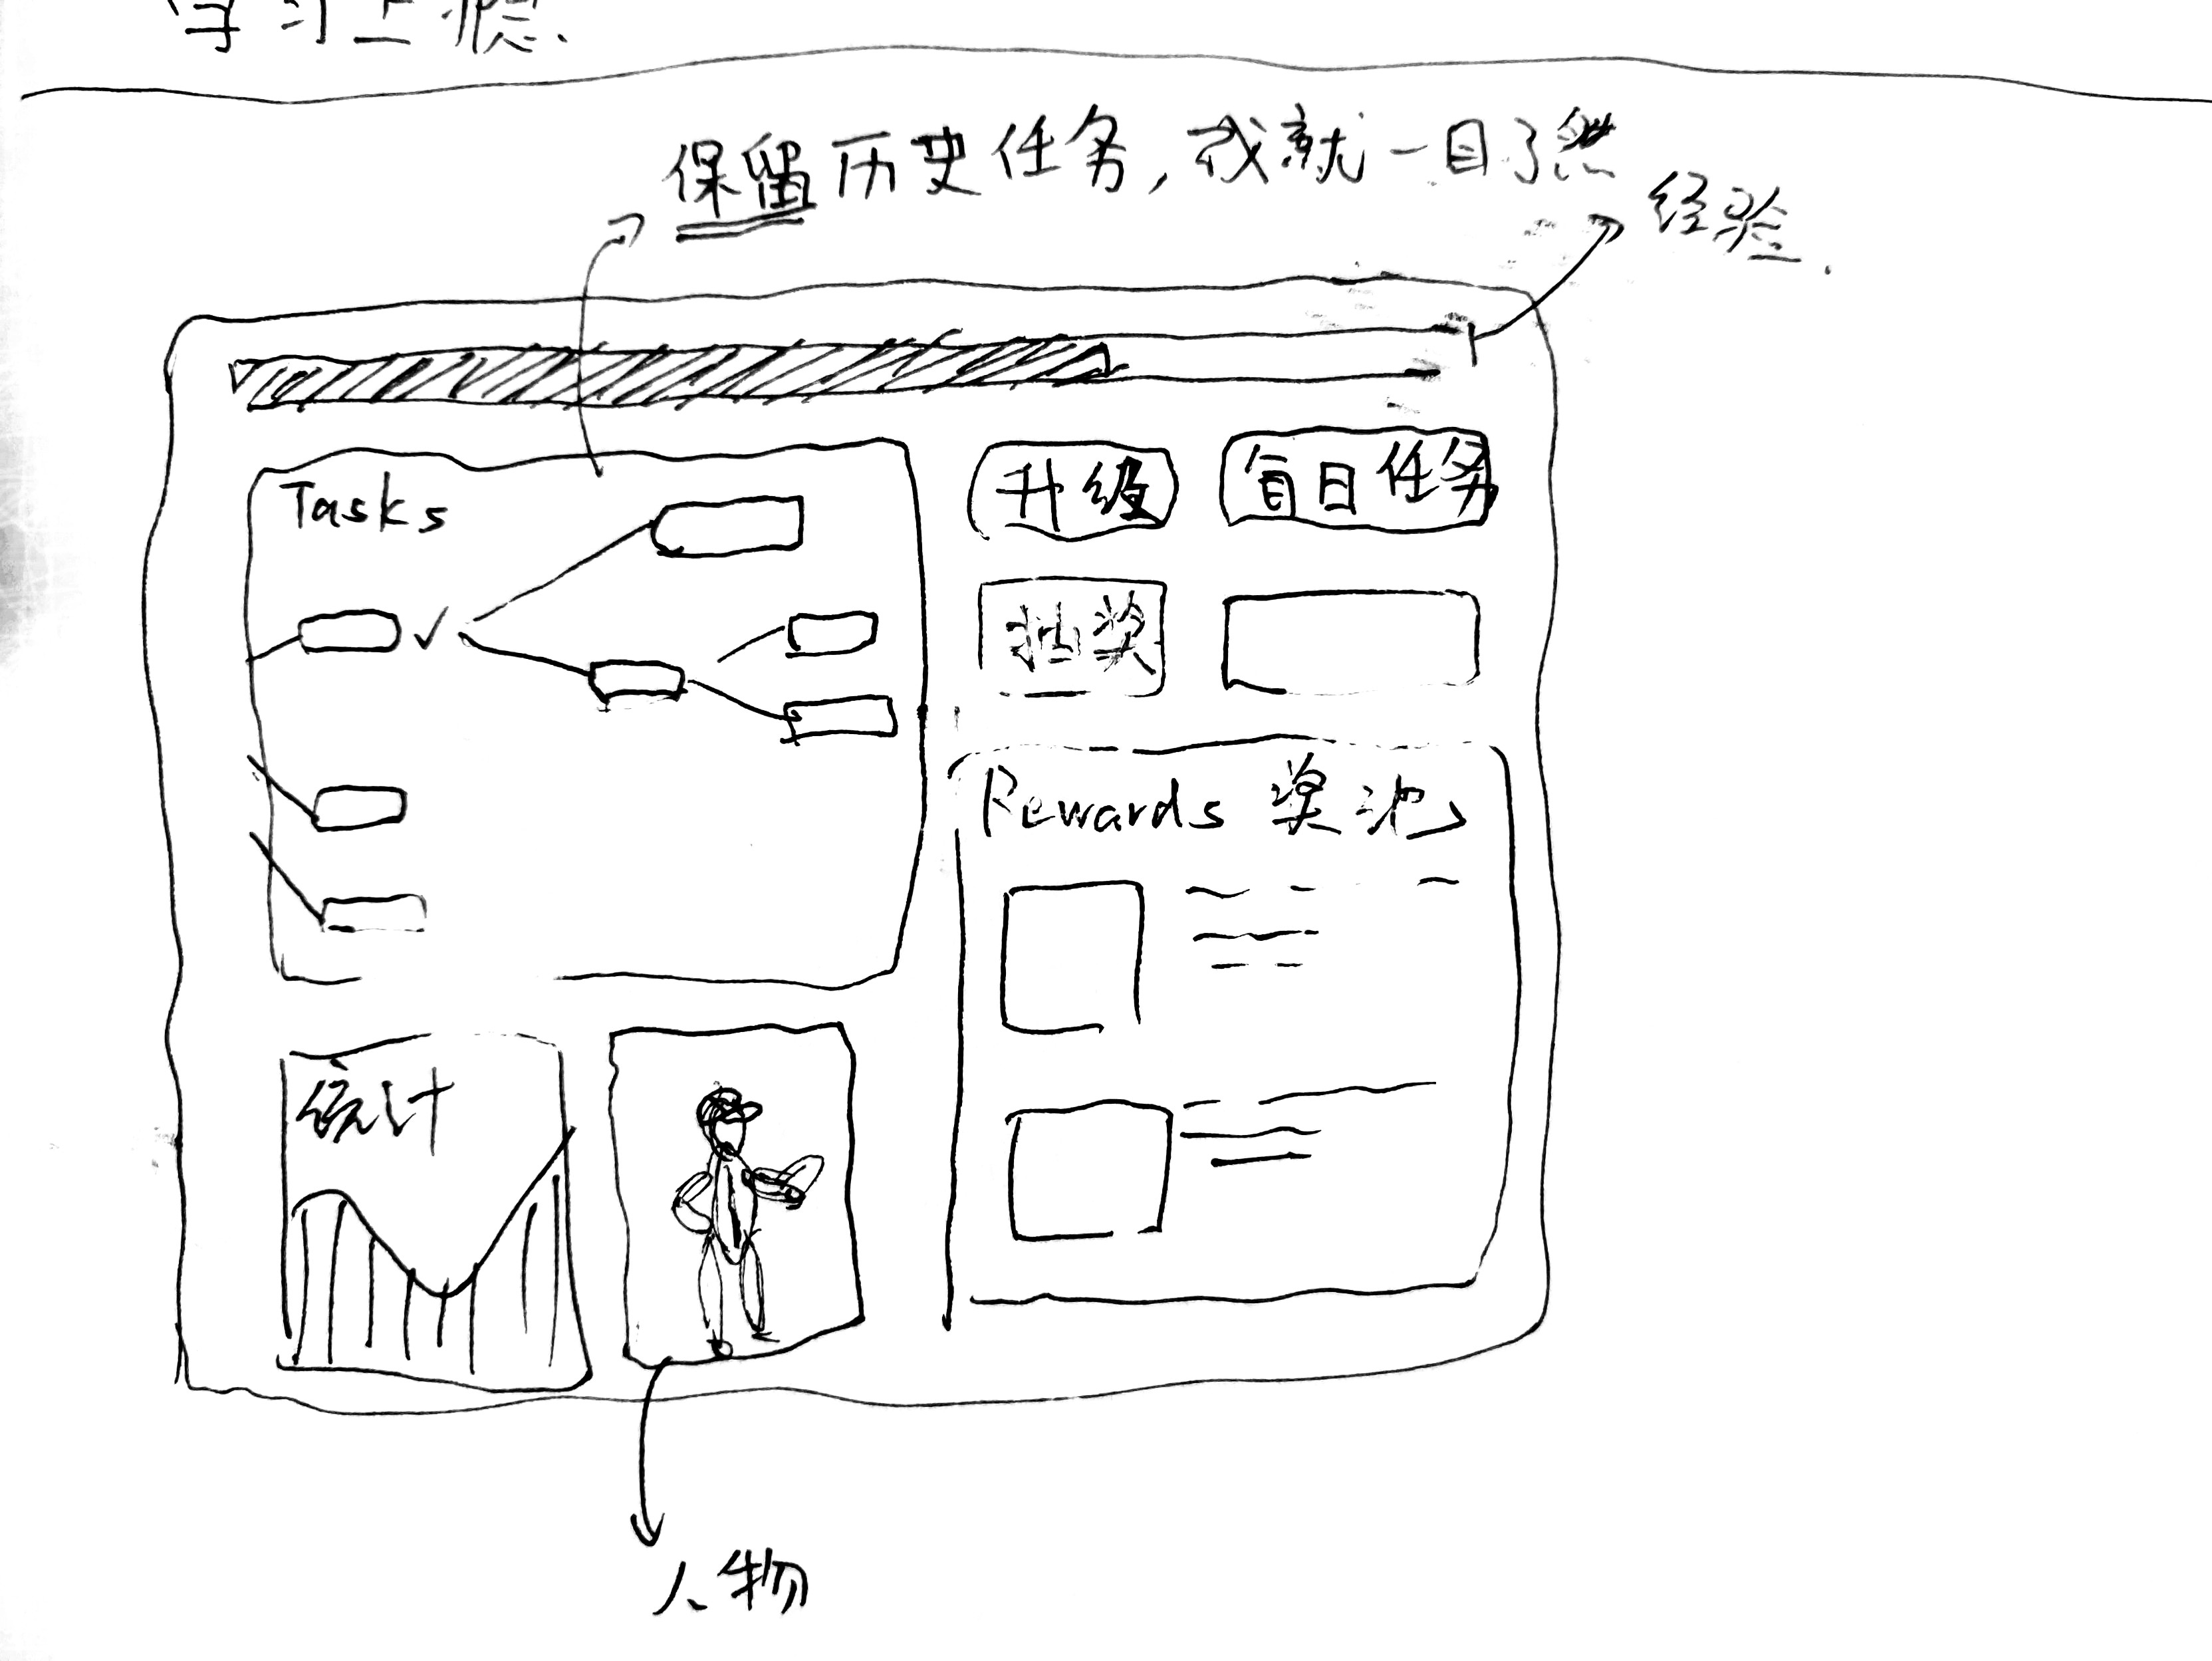 学习上瘾.
保留历史任务,成就一目了然
经验.
Tasks
升级
每日任务
抽奖
Rewards 奖池
统计
人物